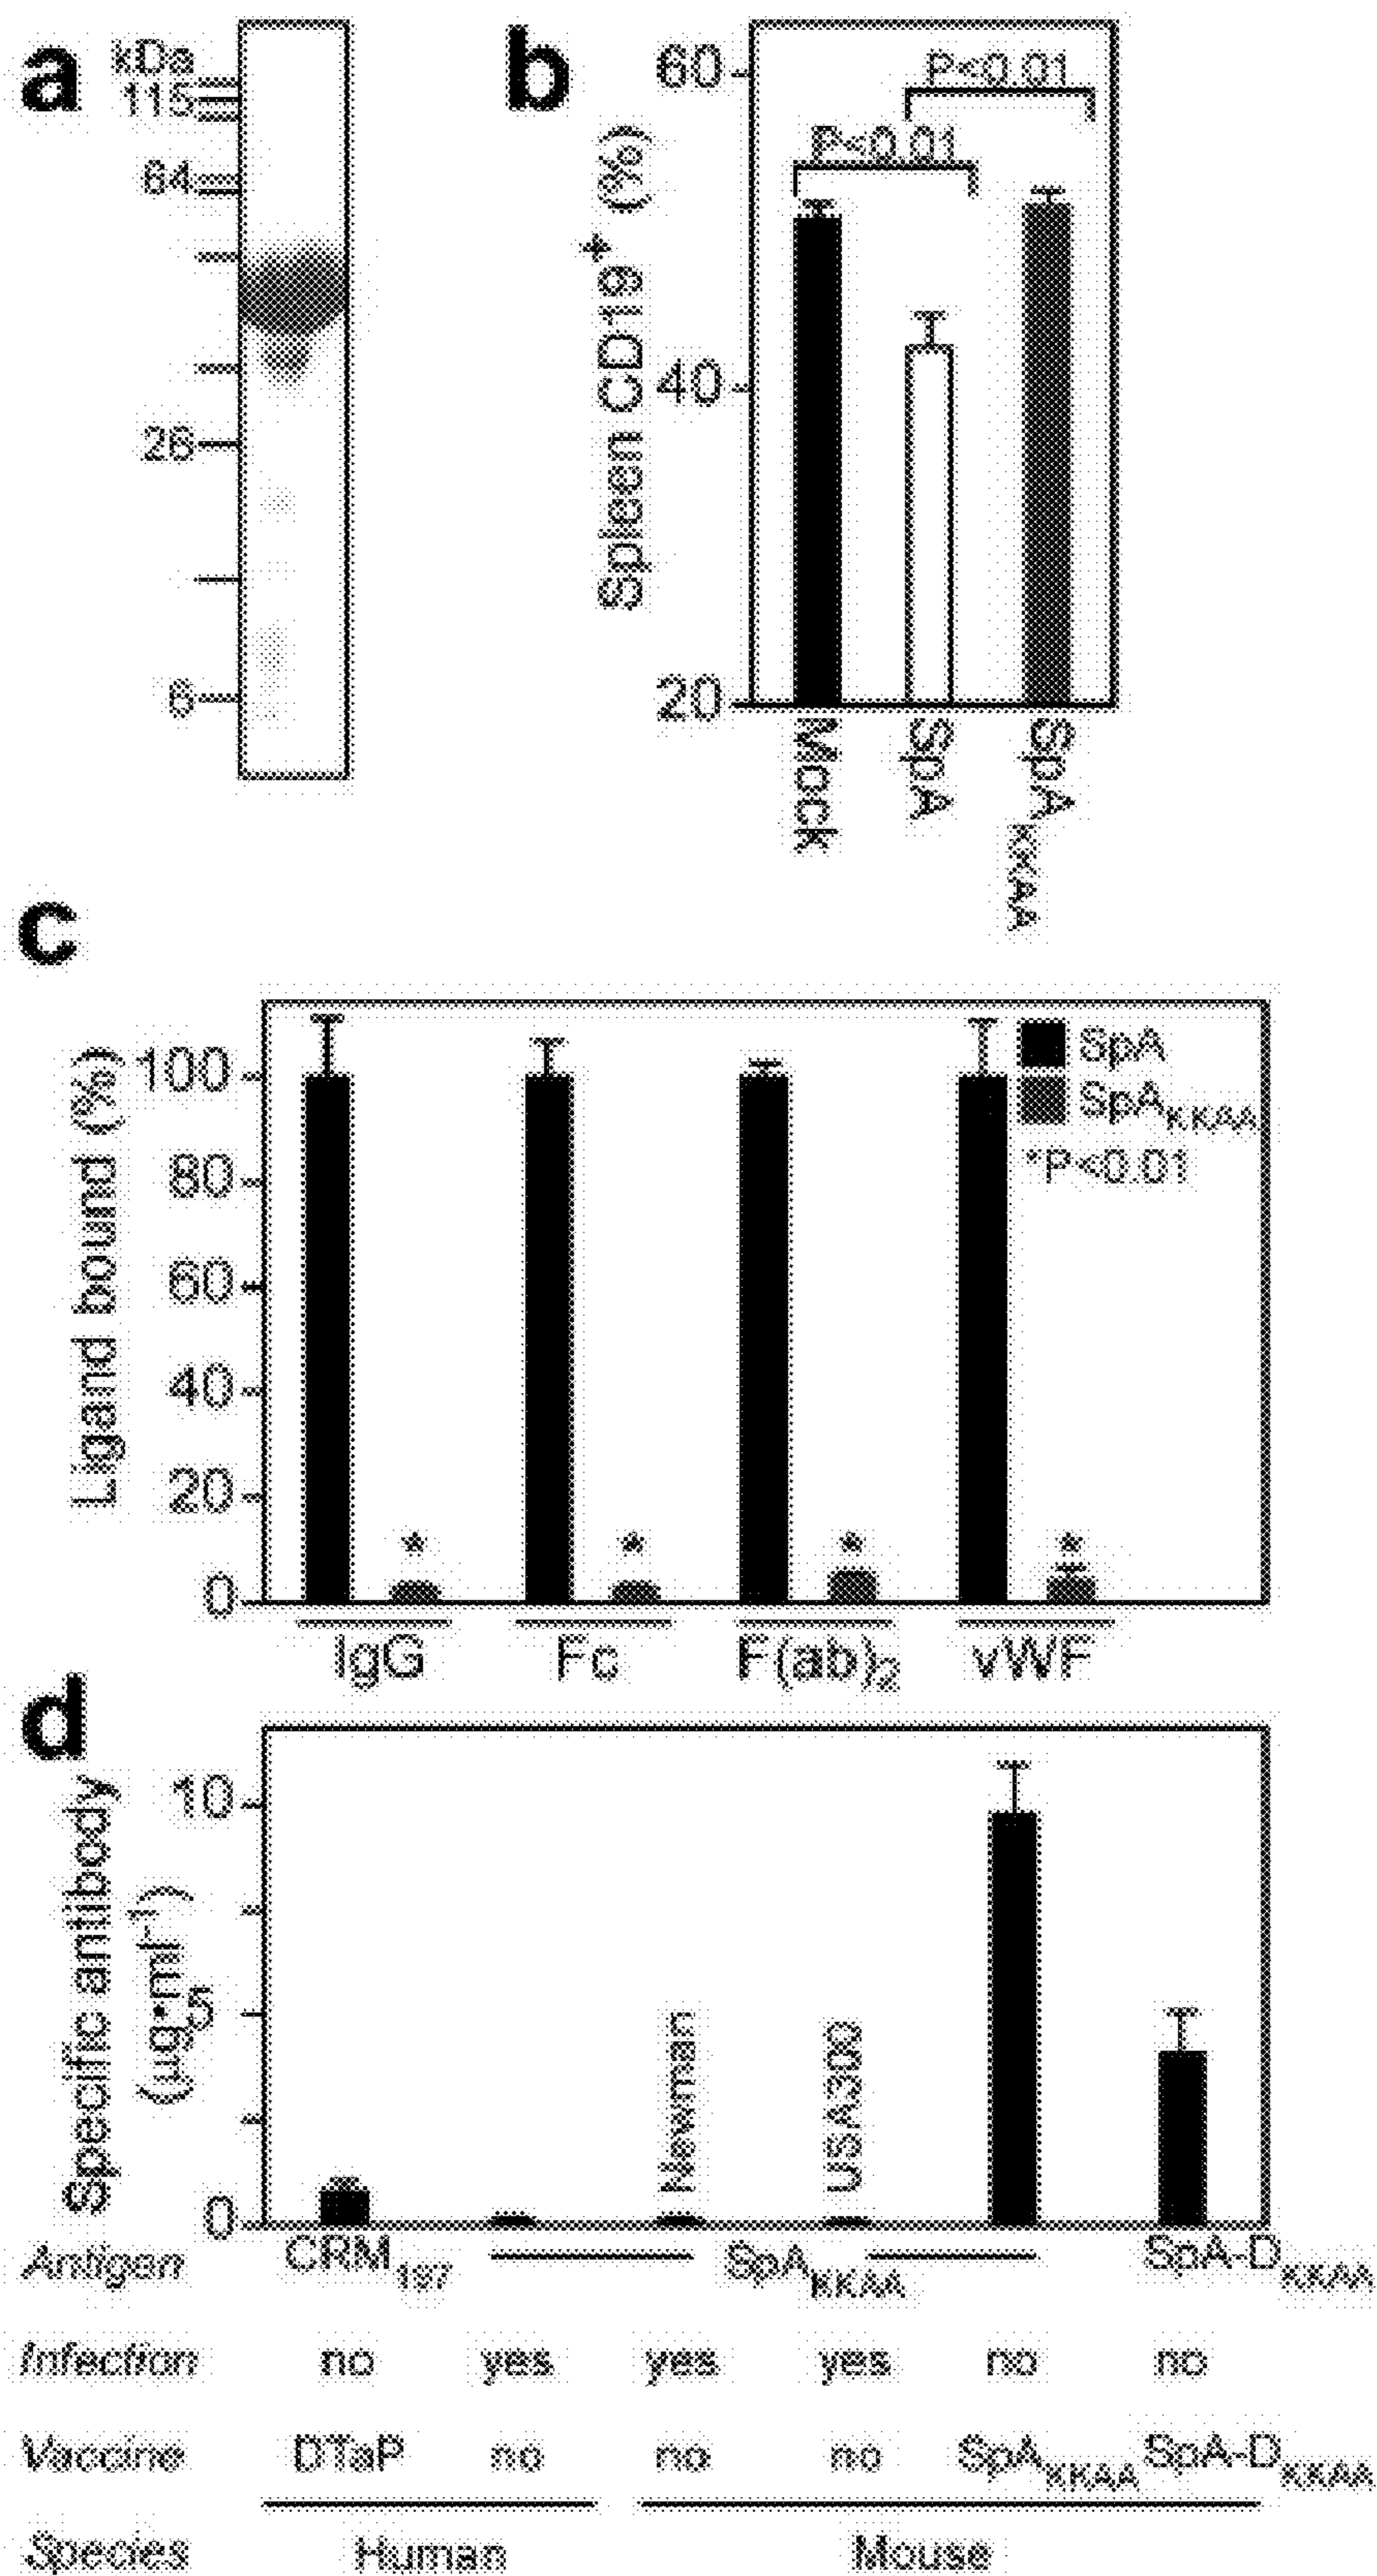 a
kDa
115
64
26
6
b
Spleen CD19+ (%)
60
40
20
P<0.01
P<0.01
Mock
SpA
SpAKKAA
c
Ligand bound (%)
100
80
60
40
20
0
SpA
SpAKKAA
*P<0.01
* * * *
IgG Fc F(ab)2 vWF
d
Specific antibody
(µg•ml-1)
10
5
0
Newman
USA300
Antigen CRM197 SpAKKAA SpA-DKKAA
Infection no yes yes yes no no
Vaccine DTaP no no no SpAKKAA SpA-DKKAA
Species Human Mouse